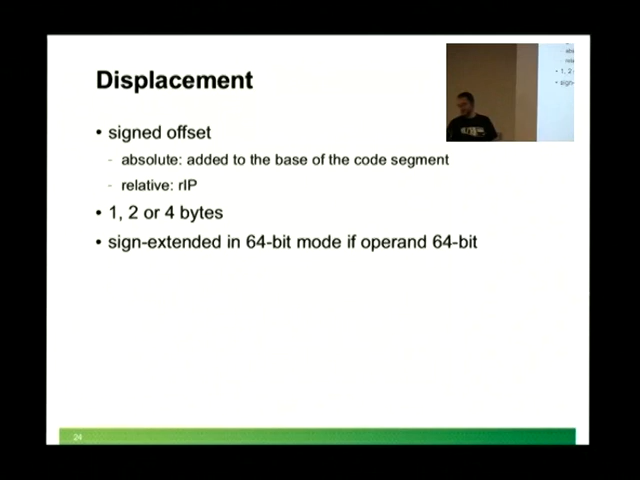 Displacement
• signed offset
- absolute: added to the base of the code segment
- relative: rIP
• 1, 2 or 4 bytes
• sign-extended in 64-bit mode if operand 64-bit
24